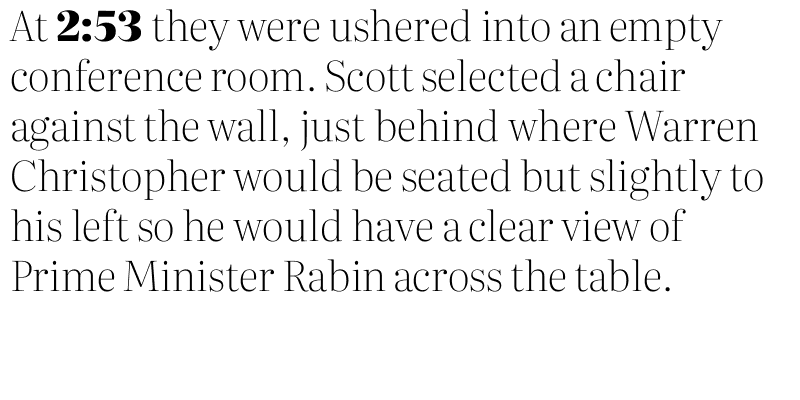 At 2:53 they were ushered into an empty
conference room. Scott selected a chair
against the wall, just behind where Warren
Christopher would be seated but slightly to
his left so he would have a clear view of
Prime Minister Rabin across the table.